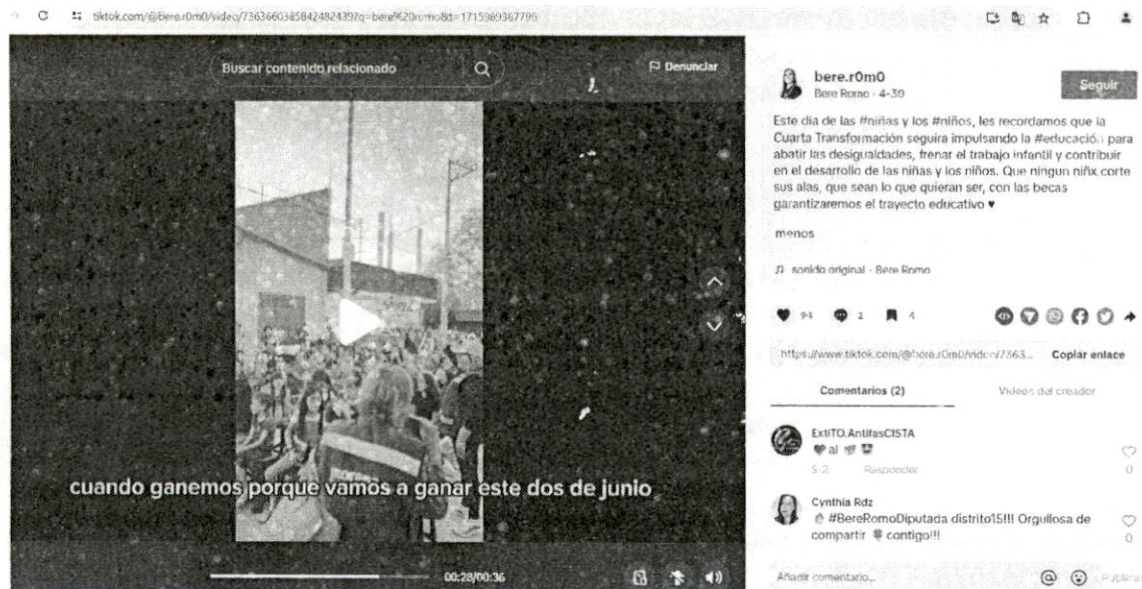 tiktok.com/@bere.r0m0/video/7363660385842482439?q=bere%20romo&t=1715989367795
Buscar contenido relacionado
Denunciar
cuando ganemos porque vamos a ganar este dos de junio
00:28/00:36
bere.r0m0
Bere Romo · 4-30
Seguir
Este día de las #niñas y los #niños, les recordamos que la
Cuarta Transformación seguira impulsando la #educación para
abatir las desigualdades, frenar el trabajo infantil y contribuir
en el desarrollo de las niñas y los niños. Que ningun niñx corte
sus alas, que sean lo que quieran ser, con las becas
garantizaremos el trayecto educativo ♥
menos
♫ sonido original - Bere Romo
94
2
4
https://www.tiktok.com/@bere.r0m0/video/7363...
Copiar enlace
Comentarios (2)
Videos del creador
ExtiTO.AntifasCISTA
al
5-2
Responder
0
Cynthia Rdz
#BereRomoDiputada distrito15!!! Orgullosa de
compartir
contigo!!!
0
Añadir comentario...
@
Publicar